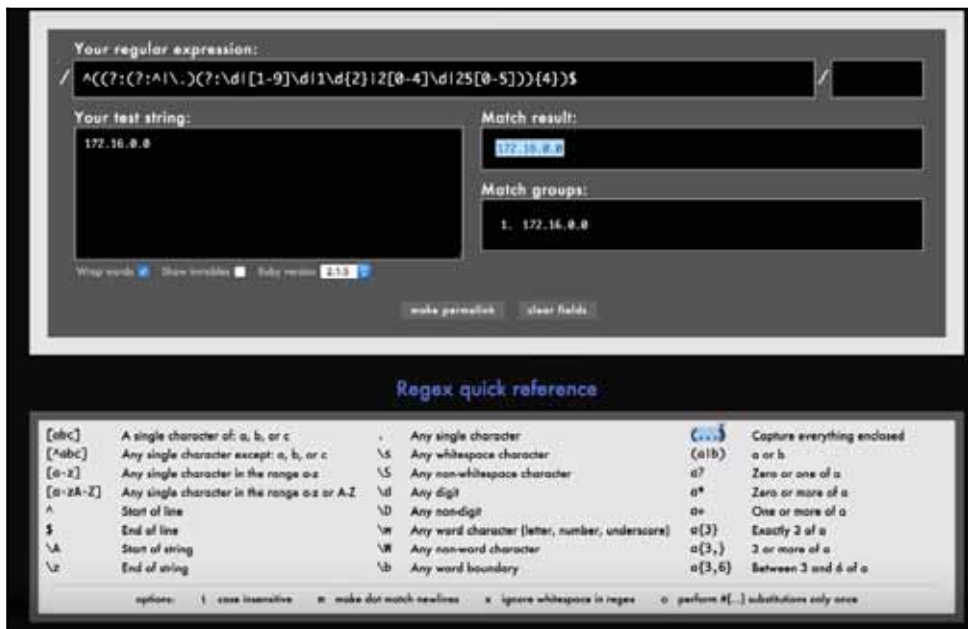 Your regular expression:
/ ^((?:(?:^|\.)(?:\d|[1-9]\d|1\d{2}|2[0-4]\d|25[0-5])){4})$ /
Your test string:
172.16.0.0
Match result:
172.16.0.0
Match groups:
1. 172.16.0.0
Wrap words Show invisibles Ruby version 2.1.5
make permalink clear fields
Regex quick reference
[abc] A single character of: a, b, or c
[^abc] Any single character except: a, b, or c
[a-z] Any single character in the range a-z
[a-zA-Z] Any single character in the range a-z or A-Z
^ Start of line
$ End of line
\A Start of string
\z End of string
. Any single character
\s Any whitespace character
\S Any non-whitespace character
\d Any digit
\D Any non-digit
\w Any word character (letter, number, underscore)
\W Any non-word character
\b Any word boundary
(...) Capture everything enclosed
(a|b) a or b
a? Zero or one of a
a* Zero or more of a
a+ One or more of a
a{3} Exactly 3 of a
a{3,} 3 or more of a
a{3,6} Between 3 and 6 of a
options: i case insensitive m make dot match newlines x ignore whitespace in regex o perform #{...} substitutions only once